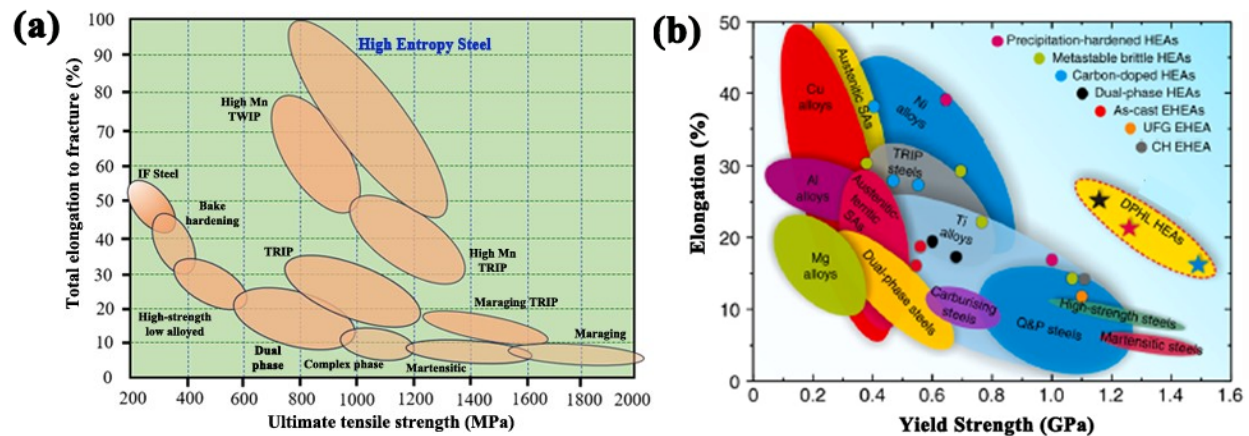 (a)
Total elongation to fracture (%)
100
90
80
70
60
50
40
30
20
10
0
High Entropy Steel
High Mn
TWIP
IF Steel
Bake
hardening
TRIP
High Mn
TRIP
High-strength
low alloyed
Maraging TRIP
Maraging
Dual
phase
Complex phase
Martensitic
200
400
600
800
1000
1200
1400
1600
1800
2000
Ultimate tensile strength (MPa)
(b)
Elongation (%)
50
40
30
20
10
0
Precipitation-hardened HEAs
Metastable brittle HEAs
Carbon-doped HEAs
Dual-phase HEAs
As-cast EHEAs
UFG EHEA
CH EHEA
Cu
alloys
Austenitic SAs
Ni
alloys
TRIP
steels
Al
alloys
Austenitic-
ferritic
SAs
Ti
alloys
DPHL HEAs
Mg
alloys
Dual-phase steels
Carburising
steels
Q&P steels
High-strength steels
Martensitic steels
0.0
0.2
0.4
0.6
0.8
1.0
1.2
1.4
1.6
Yield Strength (GPa)